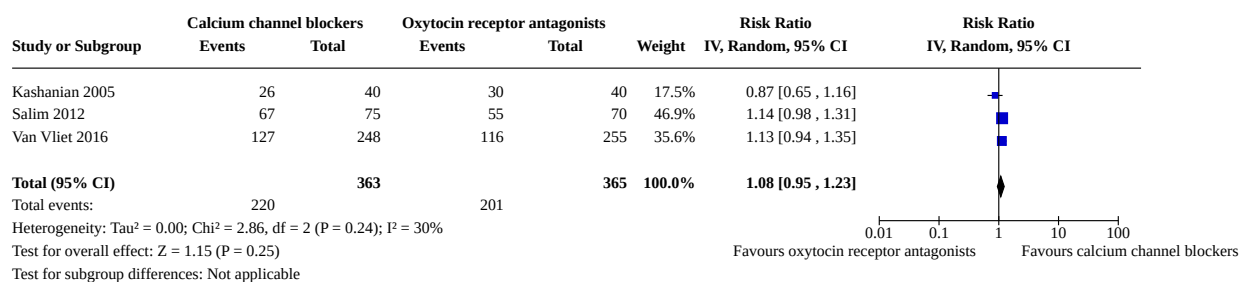 Calcium channel blockers Oxytocin receptor antagonists Risk Ratio Risk Ratio
Study or Subgroup Events Total Events Total Weight IV, Random, 95% CI IV, Random, 95% CI
Kashanian 2005 26 40 30 40 17.5% 0.87 [0.65 , 1.16]
Salim 2012 67 75 55 70 46.9% 1.14 [0.98 , 1.31]
Van Vliet 2016 127 248 116 255 35.6% 1.13 [0.94 , 1.35]
Total (95% CI) 363 365 100.0% 1.08 [0.95 , 1.23]
Total events: 220 201
Heterogeneity: Tau² = 0.00; Chi² = 2.86, df = 2 (P = 0.24); I² = 30%
0.01 0.1 1 10 100
Test for overall effect: Z = 1.15 (P = 0.25) Favours oxytocin receptor antagonists Favours calcium channel blockers
Test for subgroup differences: Not applicable